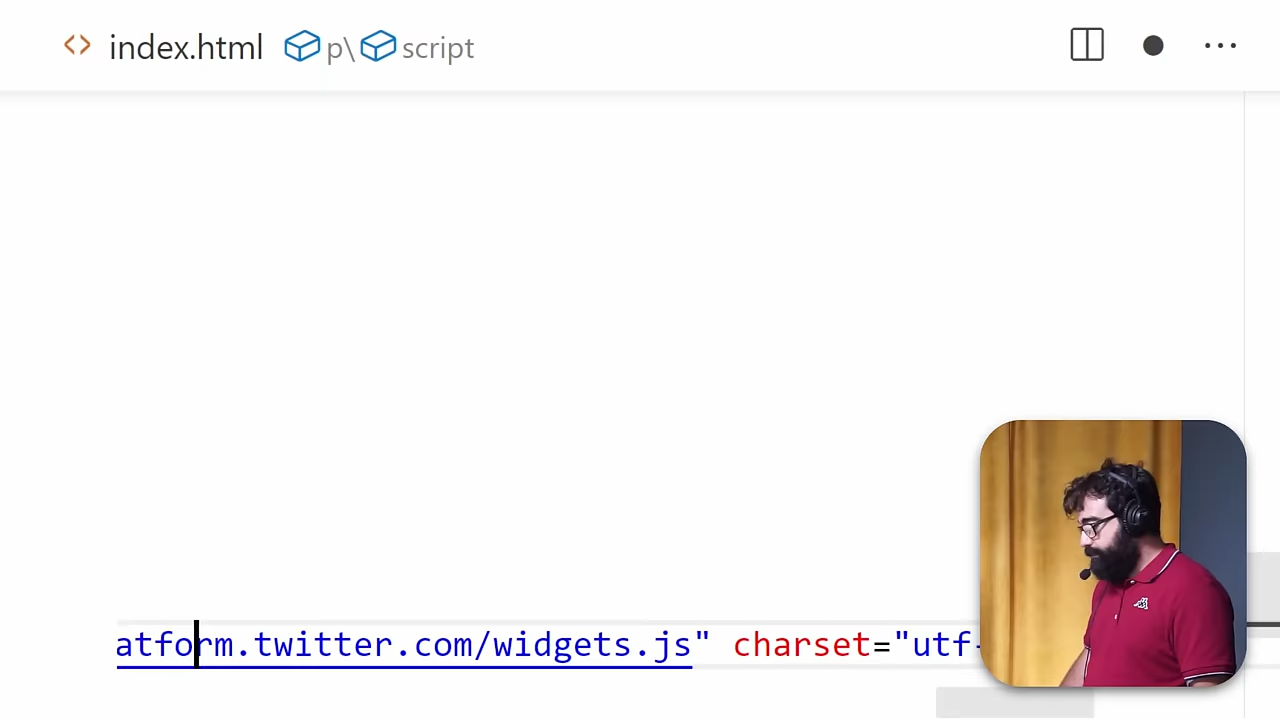 index.html p\ script
atform.twitter.com/widgets.js" charset="utf-